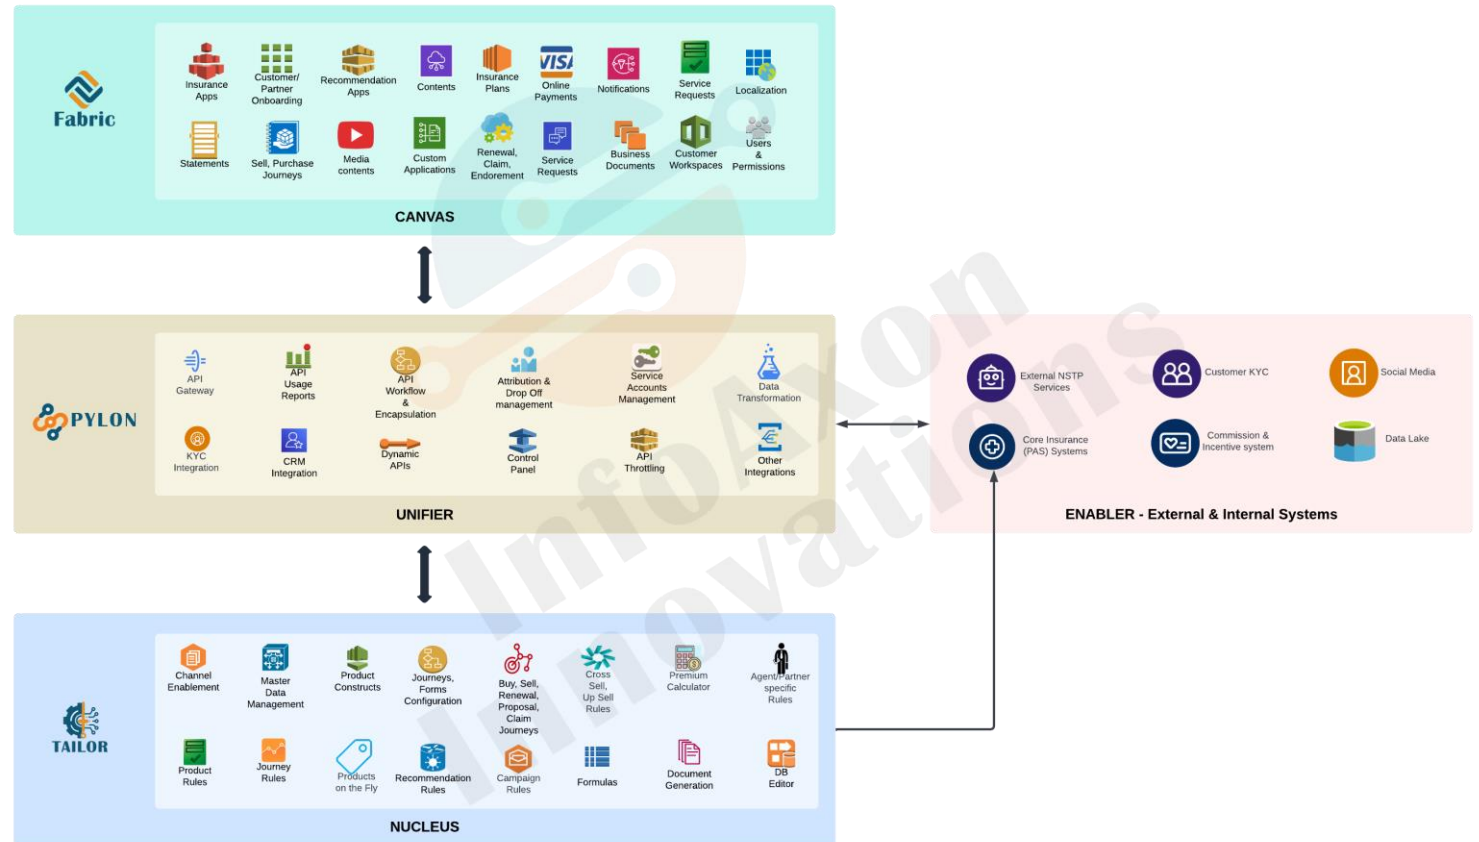 Fabric
Insurance
Apps
Customer/
Partner
Onboarding
Recommendation
Apps
Contents
Insurance
Plans
VISA
Online
Payments
Notifications
Service
Requests
Localization
Statements
Sell, Purchase
Journeys
Media
contents
Custom
Applications
Renewal,
Claim,
Endorement
Service
Requests
Business
Documents
Customer
Workspaces
Users
&
Permissions
CANVAS
PYLON
API
Gateway
API
Usage
Reports
API
Workflow
&
Encapsulation
Attribution &
Drop Off
management
Service
Accounts
Management
Data
Transformation
KYC
Integration
CRM
Integration
Dynamic
APIs
Control
Panel
API
Throttling
Other
Integrations
UNIFIER
External NSTP
Services
Customer KYC
Social Media
Core Insurance
(PAS) Systems
Commission &
Incentive system
Data Lake
ENABLER - External & Internal Systems
TAILOR
Channel
Enablement
Master
Data
Management
Product
Constructs
Journeys,
Forms
Configuration
Buy, Sell,
Renewal,
Proposal,
Claim
Journeys
Cross
Sell,
Up Sell
Rules
Premium
Calculator
Agent/Partner
specific
Rules
Product
Rules
Journey
Rules
Products
on the Fly
Recommendation
Rules
Campaign
Rules
Formulas
Document
Generation
DB
Editor
NUCLEUS
InfoAxon
Innovations